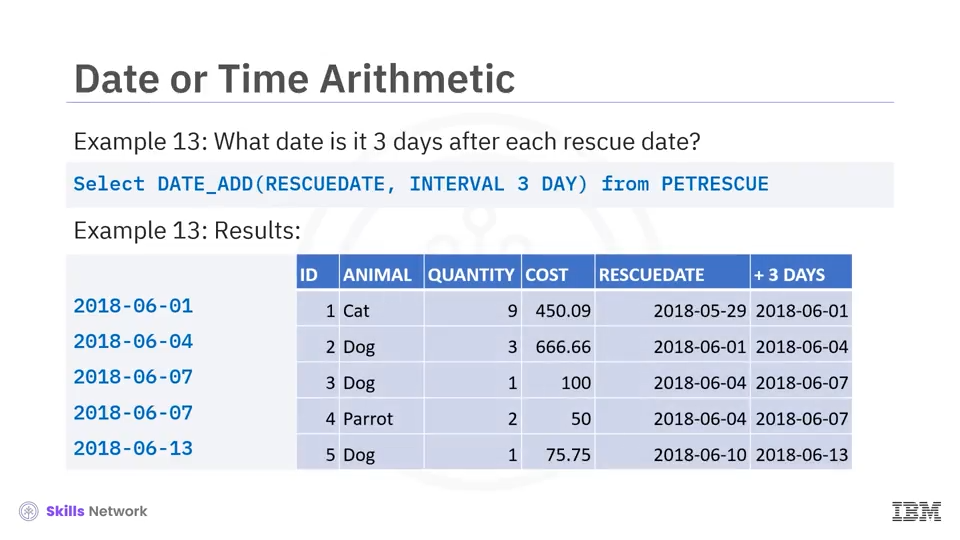 Date or Time Arithmetic
Example 13: What date is it 3 days after each rescue date?
Select DATE_ADD(RESCUEDATE, INTERVAL 3 DAY) from PETRESCUE
Example 13: Results:
2018-06-01
2018-06-04
2018-06-07
2018-06-07
2018-06-13
ID ANIMAL QUANTITY COST RESCUEDATE + 3 DAYS
1 Cat 9 450.09 2018-05-29 2018-06-01
2 Dog 3 666.66 2018-06-01 2018-06-04
3 Dog 1 100 2018-06-04 2018-06-07
4 Parrot 2 50 2018-06-04 2018-06-07
5 Dog 1 75.75 2018-06-10 2018-06-13
Skills Network
IBM